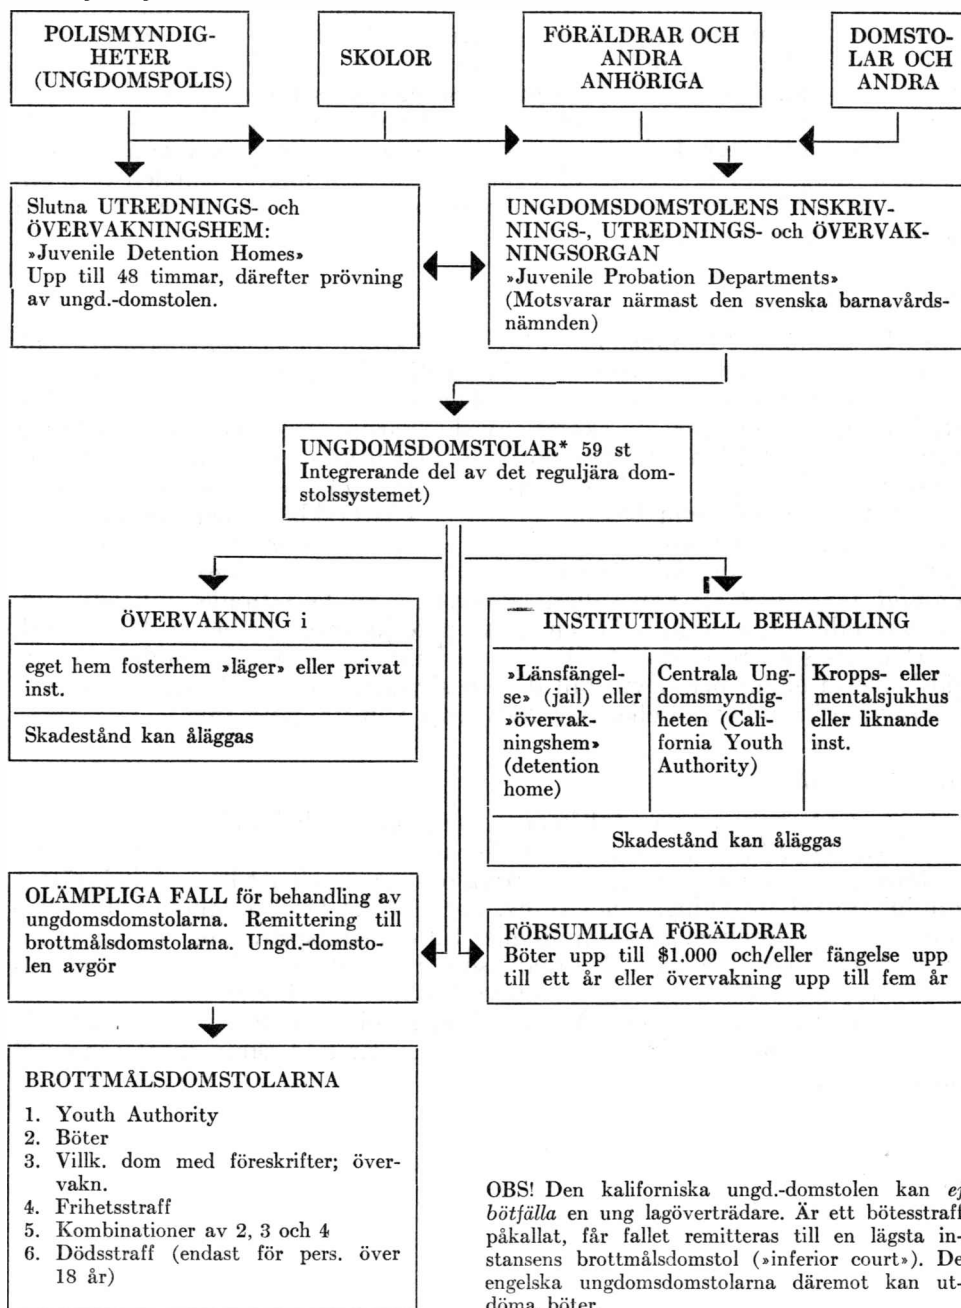 POLISMYNDIG-
HETER
(UNGDOMSPOLIS)
SKOLOR
FÖRÄLDRAR OCH
ANDRA
ANHÖRIGA
DOMSTO-
LAR OCH
ANDRA
Slutna UTREDNINGS- och
ÖVERVAKNINGSHEM:
»Juvenile Detention Homes»
Upp till 48 timmar, därefter prövning
av ungd.-domstolen.
UNGDOMSDOMSTOLENS INSKRIV-
NINGS-, UTREDNINGS- och ÖVERVAK-
NINGSORGAN
»Juvenile Probation Departments»
(Motsvarar närmast den svenska barnavårds-
nämnden)
UNGDOMSDOMSTOLAR* 59 st
Integrerande del av det reguljära dom-
stolssystemet)
ÖVERVAKNING i
eget hem fosterhem »läger» eller privat
inst.
Skadestånd kan åläggas
INSTITUTIONELL BEHANDLING
»Länsfängel-
se» (jail) eller
»övervak-
ningshem»
(detention
home)
Centrala Ung-
domsmyndig-
heten (Cali-
fornia Youth
Authority)
Kropps- eller
mentalsjukhus
eller liknande
inst.
Skadestånd kan åläggas
OLÄMPLIGA FALL för behandling av
ungdomsdomstolarna. Remittering till
brottmålsdomstolarna. Ungd.-domsto-
len avgör
FÖRSUMLIGA FÖRÄLDRAR
Böter upp till $1.000 och/eller fängelse upp
till ett år eller övervakning upp till fem år
BROTTMÅLSDOMSTOLARNA
1. Youth Authority
2. Böter
3. Villk. dom med föreskrifter; över-
vakn.
4. Frihetsstraff
5. Kombinationer av 2, 3 och 4
6. Dödsstraff (endast för pers. över
18 år)
OBS! Den kaliforniska ungd.-domstolen kan ej
bötfälla en ung lagöverträdare. Är ett bötesstraff
påkallat, får fallet remitteras till en lägsta in-
stansens brottmålsdomstol (»inferior court»). De
engelska ungdomsdomstolarna däremot kan ut-
döma böter